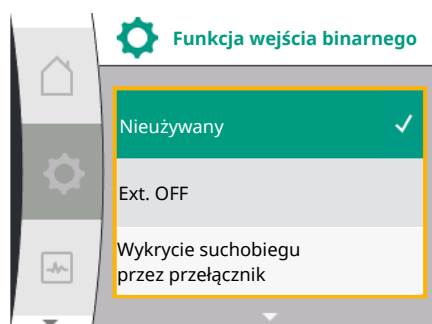 Funkcja wejścia binarnego
Nieużywany
Ext. OFF
Wykrycie suchobiegu
przez przełącznik